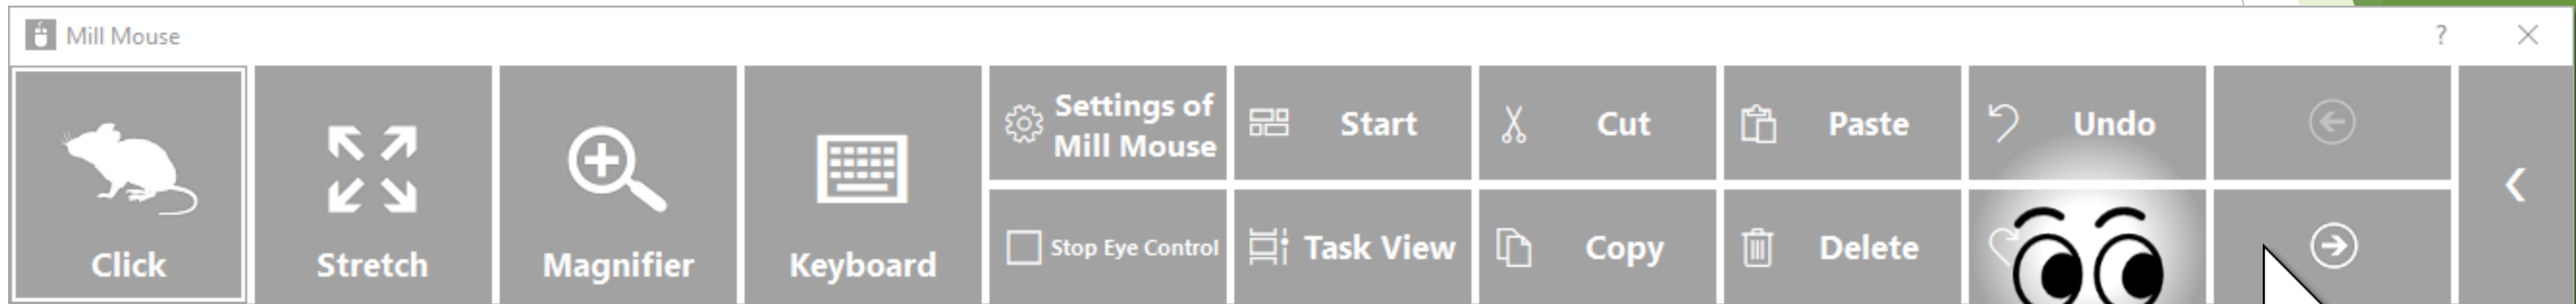 Mill Mouse
?
Click
Stretch
Magnifier
Keyboard
Settings of
Mill Mouse
Stop Eye Control
Start
Task View
Cut
Copy
Paste
Delete
Undo